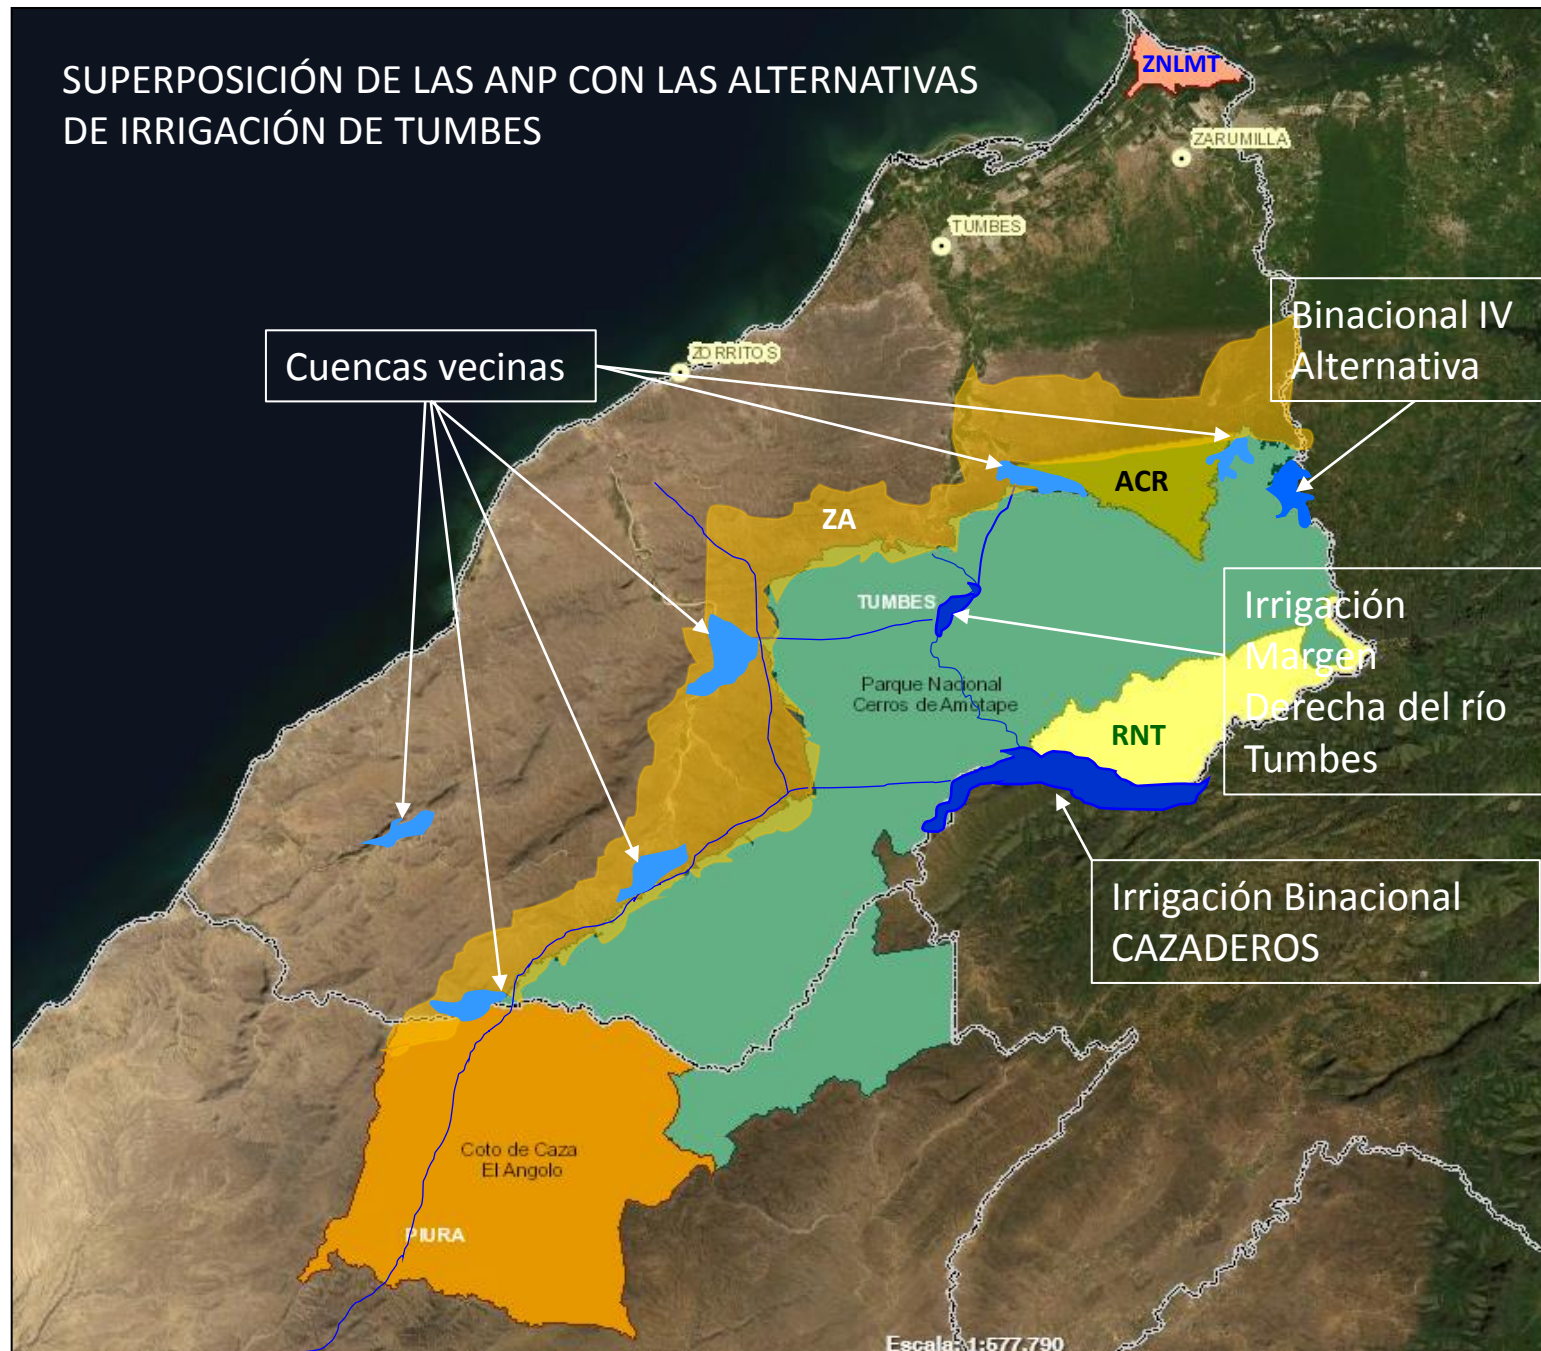 SUPERPOSICIÓN DE LAS ANP CON LAS ALTERNATIVAS
DE IRRIGACIÓN DE TUMBES
ZNLMT
ZARUMILLA
TUMBES
Binacional IV
Alternativa
ZORRITOS
Cuencas vecinas
ACR
ZA
TUMBES
Irrigación
Margen
Derecha del río
Tumbes
Parque Nacional
Cerros de Amotape
RNT
Irrigación Binacional
CAZADEROS
Coto de Caza
El Angolo
PIURA
Escala: 1:577,790